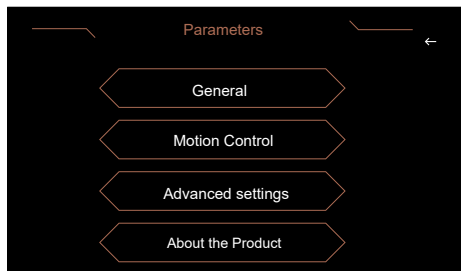 Parameters
General
Motion Control
Advanced settings
About the Product